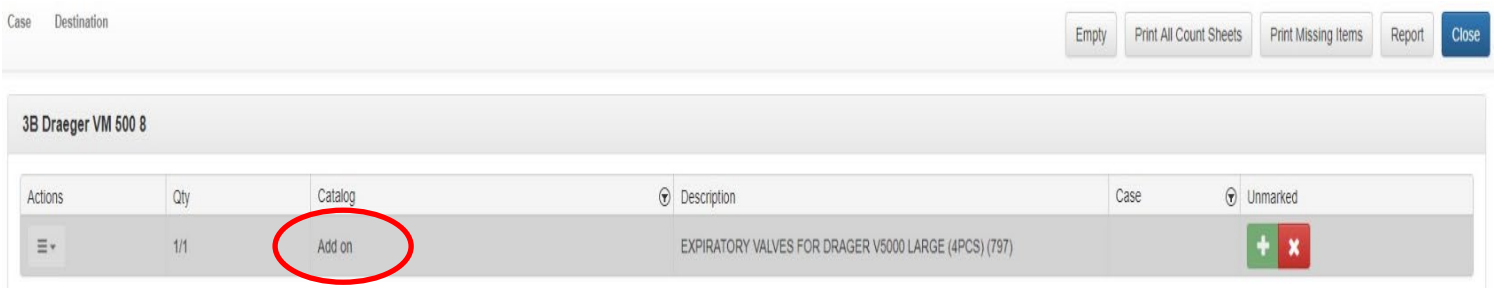 Case Destination Empty Print All Count Sheets Print Missing Items Report Close
3B Draeger VM 500 8
Actions Qty Catalog Description Case Unmarked
1/1 Add on EXPIRATORY VALVES FOR DRAGER V5000 LARGE (4PCS) (797)